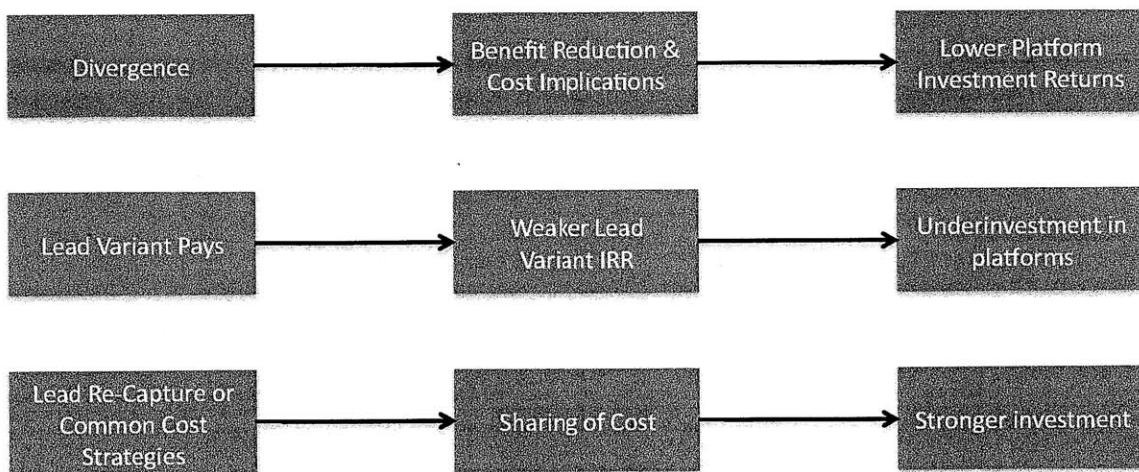 Divergence
Benefit Reduction &
Cost Implications
Lower Platform
Investment Returns
Lead Variant Pays
Weaker Lead
Variant IRR
Underinvestment in
platforms
Lead Re-Capture or
Common Cost
Strategies
Sharing of Cost
Stronger investment